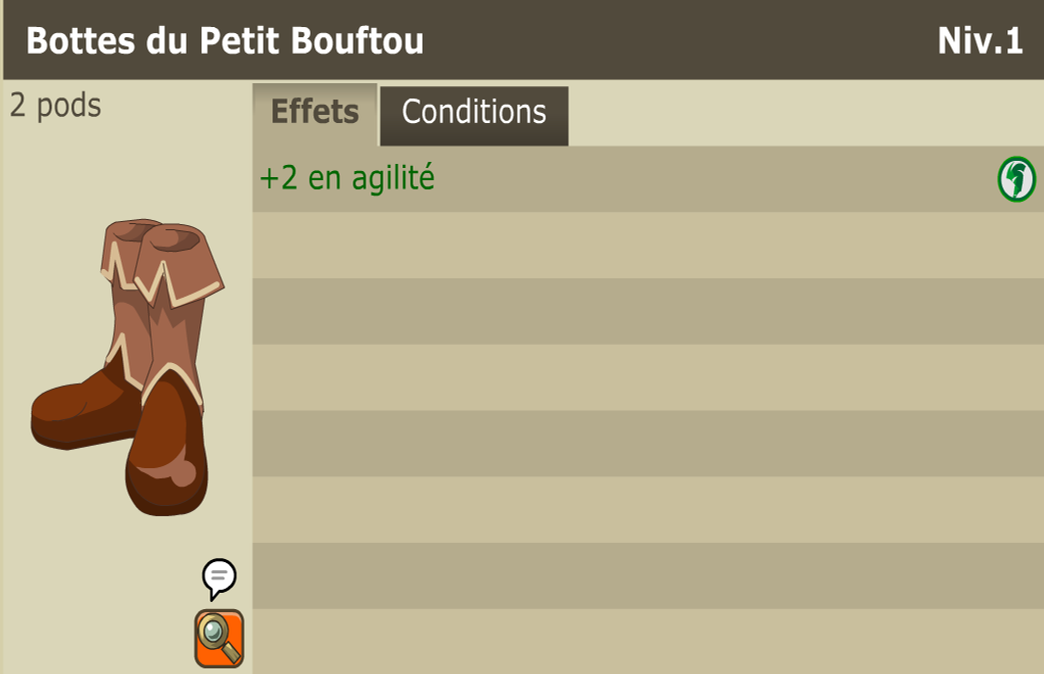 Bottes du Petit Bouftou
Niv.1
2 pods
Effets
Conditions
+2 en agilité